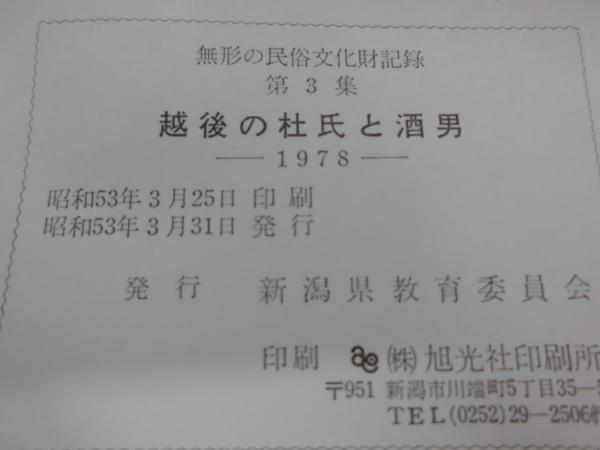 無形の民俗文化財記録
第3集
越後の杜氏と酒男
―1978―
昭和53年3月25日 印刷
昭和53年3月31日 発行
発行 新潟県教育委員会
印刷 ㈱旭光社印刷所
〒951 新潟市川端町5丁目35-
TEL(0252)29-2506